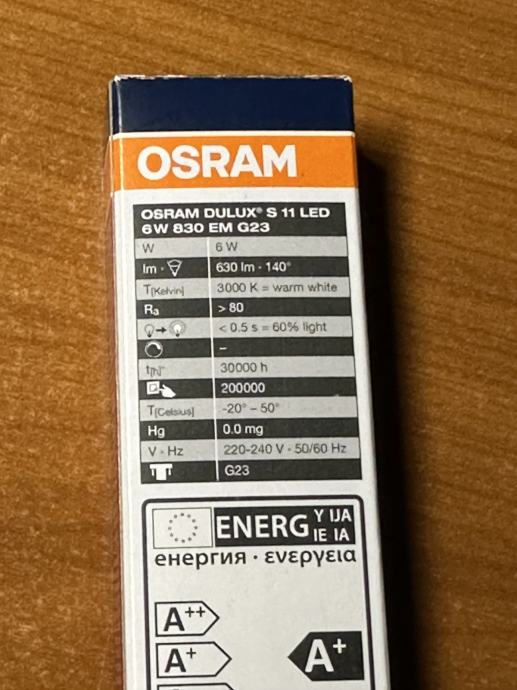 OSRAM
OSRAM DULUX® S 11 LED
6W 830 EM G23
W 6 W
lm · 630 lm - 140°
T[Kelvin] 3000 K = warm white
Ra > 80
< 0.5 s = 60% light
–
t[h] 30000 h
200000
T[Celsius] -20° – 50°
Hg 0.0 mg
V - Hz 220-240 V - 50/60 Hz
G23
ENERG Y IJA
IE IA
енергия · ενεργεια
A++
A+ A+